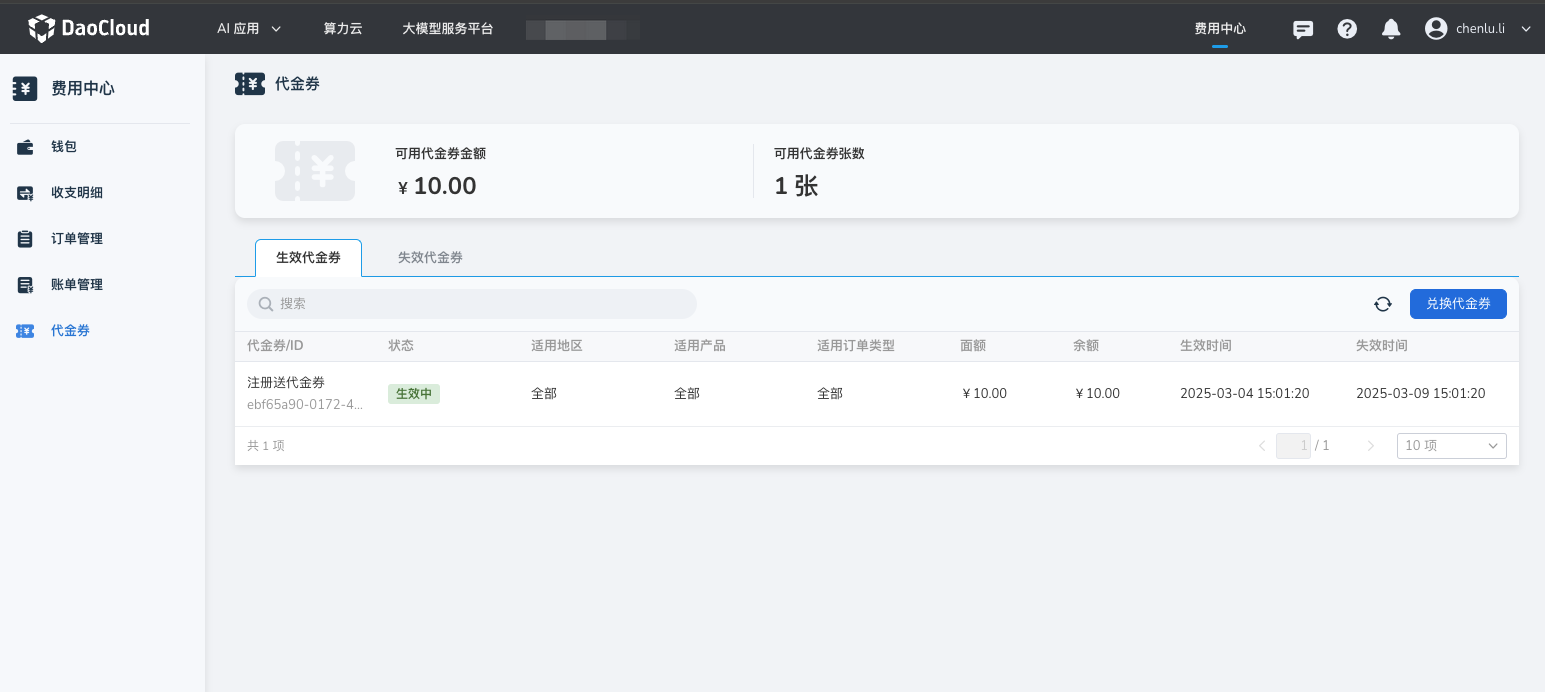 DaoCloud AI 应用 算力云 大模型服务平台 费用中心 chenlu.li
费用中心
钱包
收支明细
订单管理
账单管理
代金券
代金券
可用代金券金额 可用代金券张数
¥ 10.00 1 张
生效代金券 失效代金券
搜索 兑换代金券
代金券/ID 状态 适用地区 适用产品 适用订单类型 面额 余额 生效时间 失效时间
注册送代金券
ebf65a90-0172-4... 生效中 全部 全部 全部 ¥ 10.00 ¥ 10.00 2025-03-04 15:01:20 2025-03-09 15:01:20
共 1 项 1 / 1 10 项